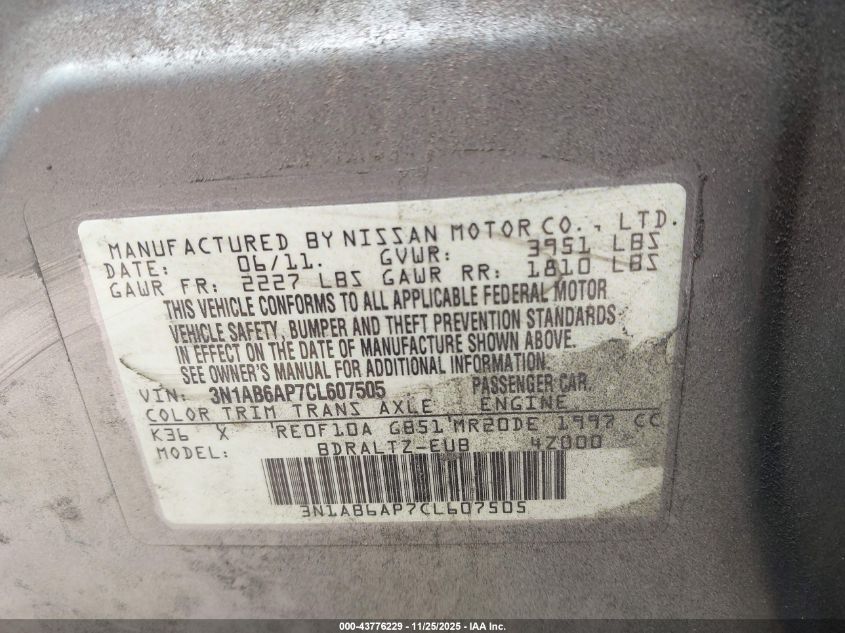 MANUFACTURED BY NISSAN MOTOR CO., LTD.
DATE: 06/11. GVWR: 3951 LBS
GAWR FR: 2227 LBS GAWR RR: 1810 LBS
THIS VEHICLE CONFORMS TO ALL APPLICABLE FEDERAL MOTOR
VEHICLE SAFETY, BUMPER AND THEFT PREVENTION STANDARDS
IN EFFECT ON THE DATE OF MANUFACTURE SHOWN ABOVE.
SEE OWNER'S MANUAL FOR ADDITIONAL INFORMATION.
VIN: 3N1AB6AP7CL607505 PASSENGER CAR
COLOR TRIM TRANS AXLE ENGINE
K36 X RE0F10A GB51 MR20DE 1997 CC
MODEL: BDRALTZ-EUB 4Z000
3N1AB6AP7CL607505
000-43776229 - 11/25/2025 - IAA Inc.